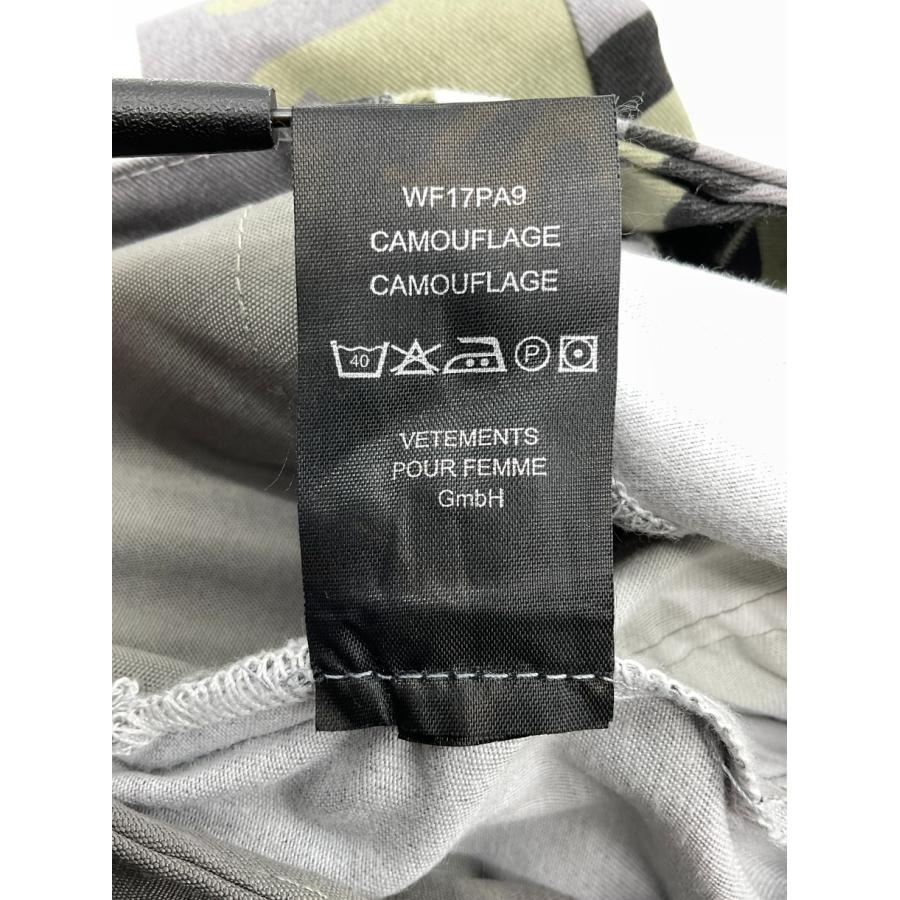 WF17PA9
CAMOUFLAGE
CAMOUFLAGE
40 P
VETEMENTS
POUR FEMME
GmbH